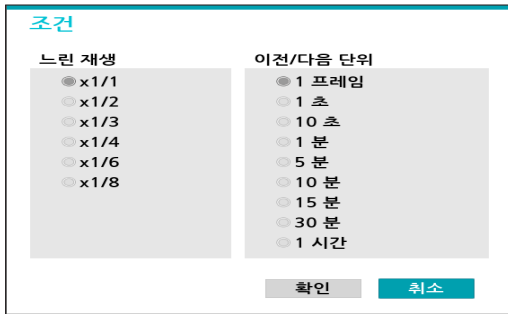 조건
느린 재생
x1/1
x1/2
x1/3
x1/4
x1/6
x1/8
이전/다음 단위
1 프레임
1 초
10 초
1 분
5 분
10 분
15 분
30 분
1 시간
확인
취소